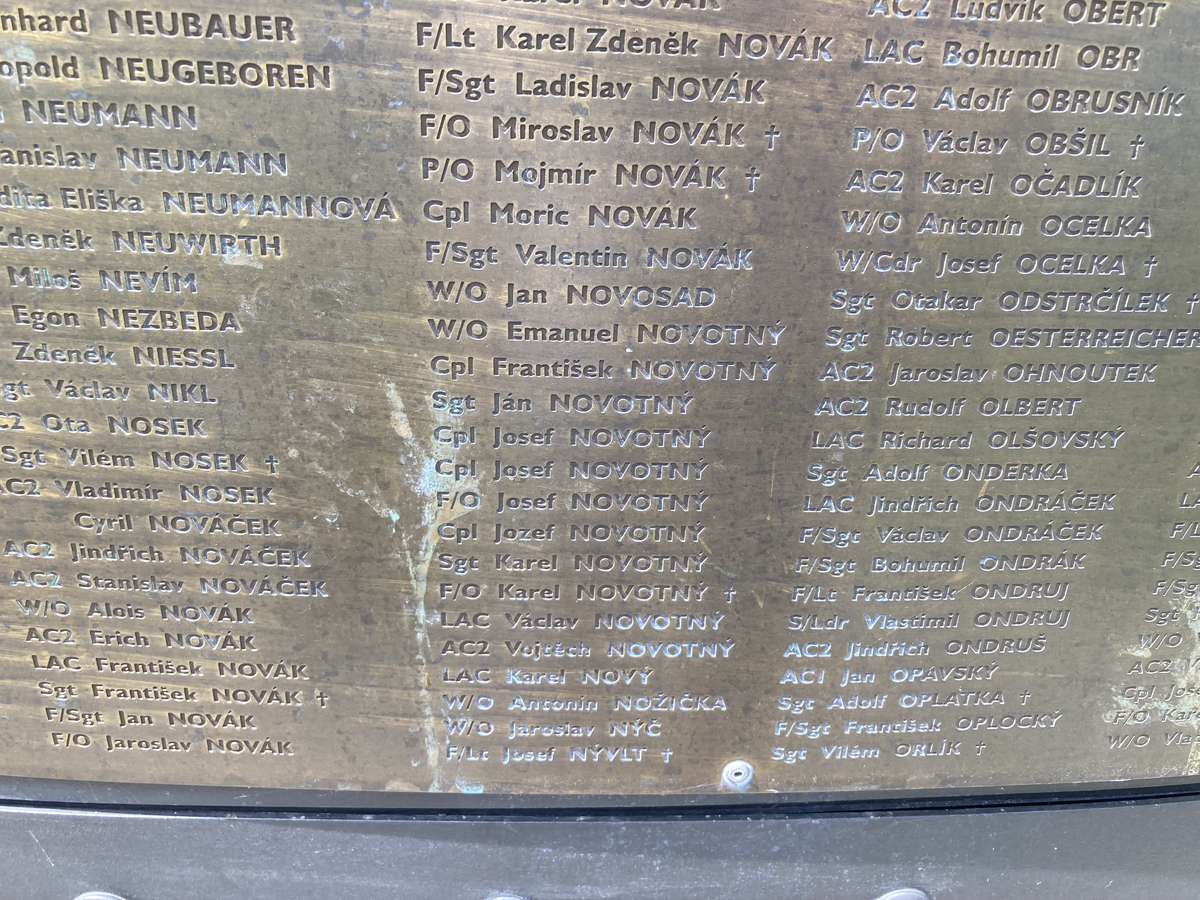 NEUBAUER
NEUGEBOREN
NEUMANN
NEUMANN
Eliška NEUMANNOVÁ
Zdeněk NEUWIRTH
Miloš NEVÍM
Egon NEZBEDA
Zdeněk NIESSL
Václav NIKL
Ota NOSEK
Sgt Vilém NOSEK †
AC2 Vladimír NOSEK
Cyril NOVÁČEK
AC2 Jindřich NOVÁČEK
AC2 Stanislav NOVÁČEK
W/O Alois NOVÁK
AC2 Erich NOVÁK
LAC František NOVÁK
Sgt František NOVÁK †
F/Sgt Jan NOVÁK
F/O Jaroslav NOVÁK
Karel NOVÁK
F/Lt Karel Zdeněk NOVÁK
F/Sgt Ladislav NOVÁK
F/O Miroslav NOVÁK †
P/O Mojmír NOVÁK †
Cpl Moric NOVÁK
F/Sgt Valentin NOVÁK
W/O Jan NOVOSAD
W/O Emanuel NOVOTNÝ
Cpl František NOVOTNÝ
Sgt Ján NOVOTNÝ
Cpl Josef NOVOTNÝ
Cpl Josef NOVOTNÝ
F/O Josef NOVOTNÝ
Cpl Jozef NOVOTNÝ
Sgt Karel NOVOTNÝ
F/O Karel NOVOTNÝ †
LAC Václav NOVOTNÝ
AC2 Vojtěch NOVOTNÝ
LAC Karel NOVÝ
W/O Antonín NOŽIČKA
W/O Jaroslav NÝČ
F/Lt Josef NÝVLT †
AC2 Ludvík OBERT
LAC Bohumil OBR
AC2 Adolf OBRUSNÍK
P/O Václav OBŠIL †
AC2 Karel OČADLÍK
W/O Antonín OCELKA
W/Cdr Josef OCELKA †
Sgt Otakar ODSTRČÍLEK †
Sgt Robert OESTERREICHER
AC2 Jaroslav OHNOUTEK
AC2 Rudolf OLBERT
LAC Richard OLŠOVSKÝ
Sgt Adolf ONDERKA
LAC Jindřich ONDRÁČEK
F/Sgt Václav ONDRÁČEK
F/Sgt Bohumil ONDRÁK
F/Lt František ONDRUJ
S/Ldr Vlastimil ONDRUJ
AC2 Jindřich ONDRUŠ
AC1 Jan OPAVSKÝ
Sgt Adolf OPLATKA †
F/Sgt František OPLOCKÝ
Sgt Vilém ORLÍK †
Sgt
W/O
AC2
Cpl
F/O
W/O